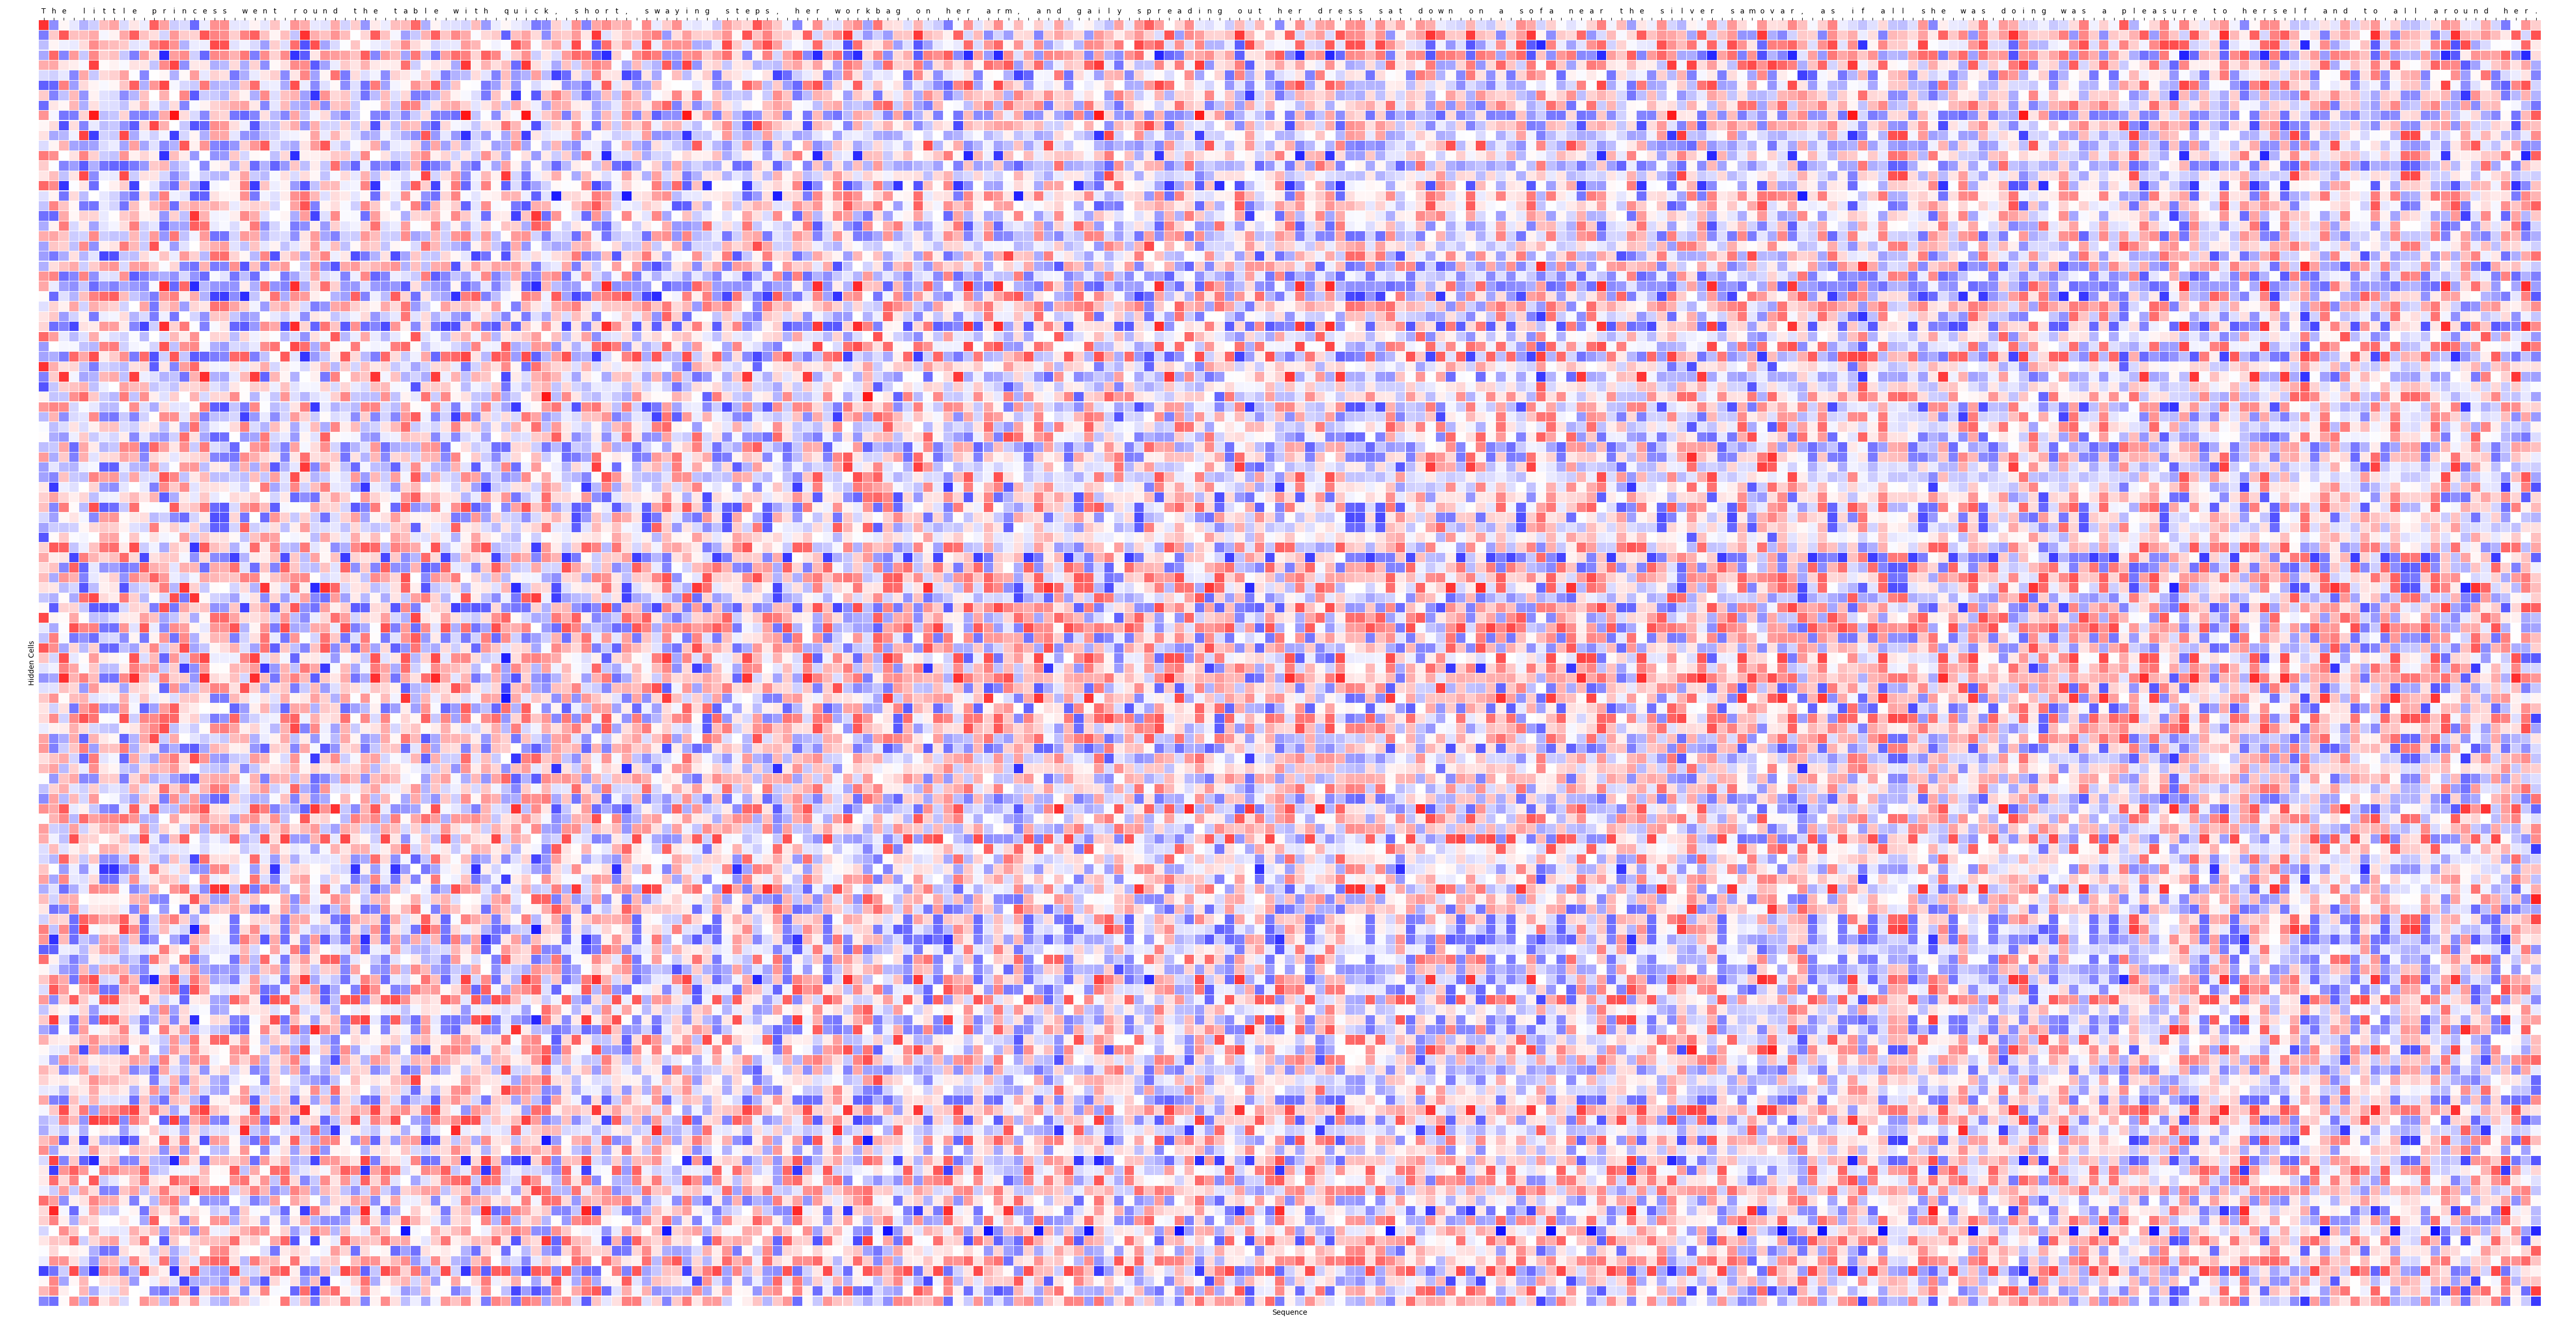 The little princess went round the table with quick, short, swaying steps, her workbag on her arm, and gaily spreading out her dress sat down on a sofa near the silver samovar, as if all she was doing was a pleasure to herself and to all around her.
Hidden Cells
Sequence